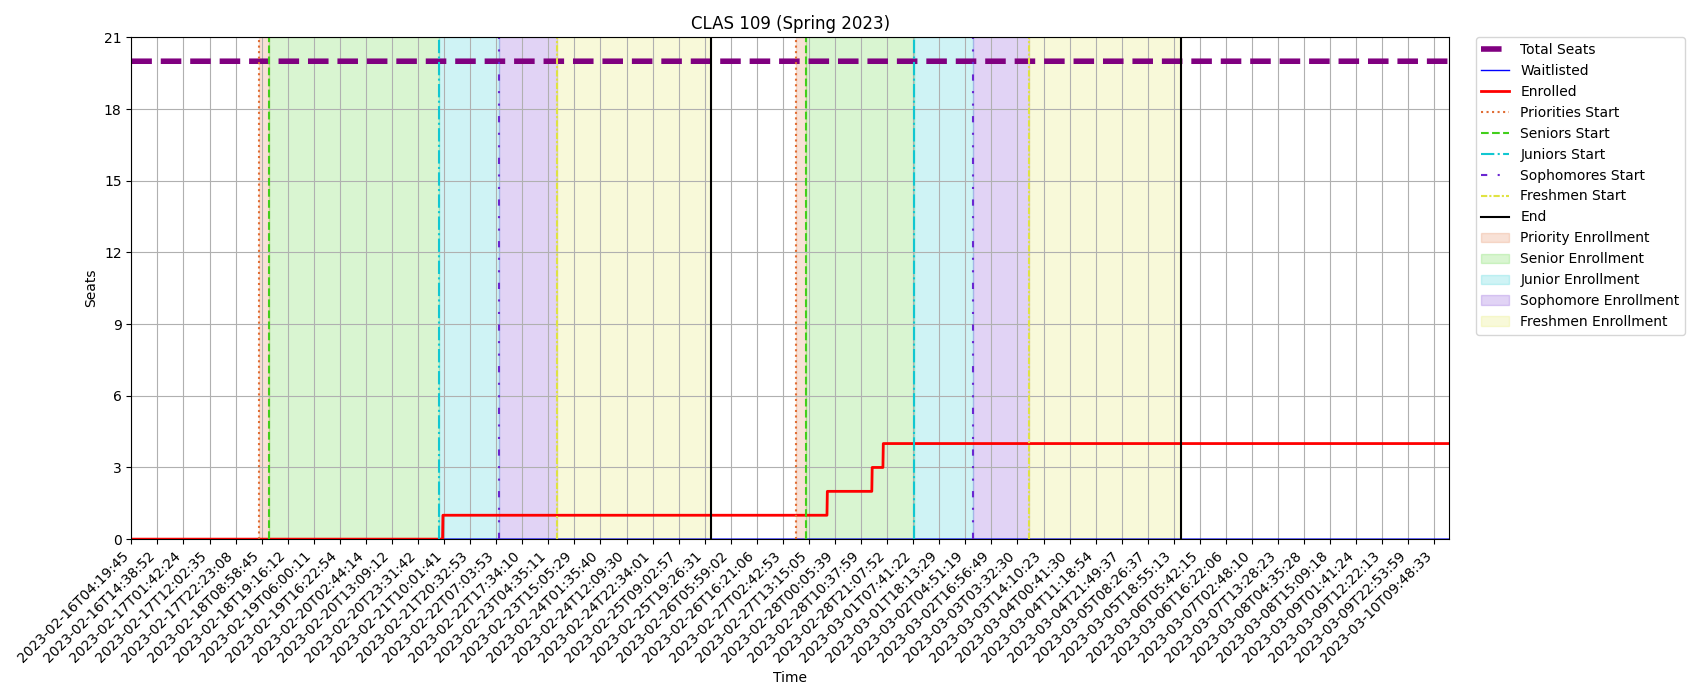 CLAS 109 (Spring 2023)
21
18
15
12
9
6
3
0
Seats
2023-02-16T04:19:45
2023-02-16T14:38:52
2023-02-17T01:42:24
2023-02-17T12:02:35
2023-02-17T22:23:08
2023-02-18T08:58:45
2023-02-18T19:16:12
2023-02-19T06:00:11
2023-02-19T16:22:54
2023-02-20T02:44:14
2023-02-20T13:09:12
2023-02-20T23:31:42
2023-02-21T10:01:41
2023-02-21T20:32:53
2023-02-22T07:03:53
2023-02-22T17:34:10
2023-02-23T04:35:11
2023-02-23T15:05:29
2023-02-24T01:35:40
2023-02-24T12:09:30
2023-02-24T22:34:01
2023-02-25T09:02:57
2023-02-25T19:26:31
2023-02-26T05:59:02
2023-02-26T16:21:06
2023-02-27T02:42:53
2023-02-27T13:15:05
2023-02-28T00:05:39
2023-02-28T10:37:59
2023-02-28T21:07:52
2023-03-01T07:41:22
2023-03-01T18:13:29
2023-03-02T04:51:19
2023-03-02T16:56:49
2023-03-03T03:32:30
2023-03-03T14:10:23
2023-03-04T00:41:30
2023-03-04T11:18:54
2023-03-04T21:49:37
2023-03-05T08:26:37
2023-03-05T18:55:13
2023-03-06T05:42:15
2023-03-06T16:22:06
2023-03-07T02:48:10
2023-03-07T13:28:23
2023-03-08T04:35:28
2023-03-08T15:09:18
2023-03-09T01:41:24
2023-03-09T12:22:13
2023-03-09T22:53:59
2023-03-10T09:48:33
Time
Total Seats
Waitlisted
Enrolled
Priorities Start
Seniors Start
Juniors Start
Sophomores Start
Freshmen Start
End
Priority Enrollment
Senior Enrollment
Junior Enrollment
Sophomore Enrollment
Freshmen Enrollment